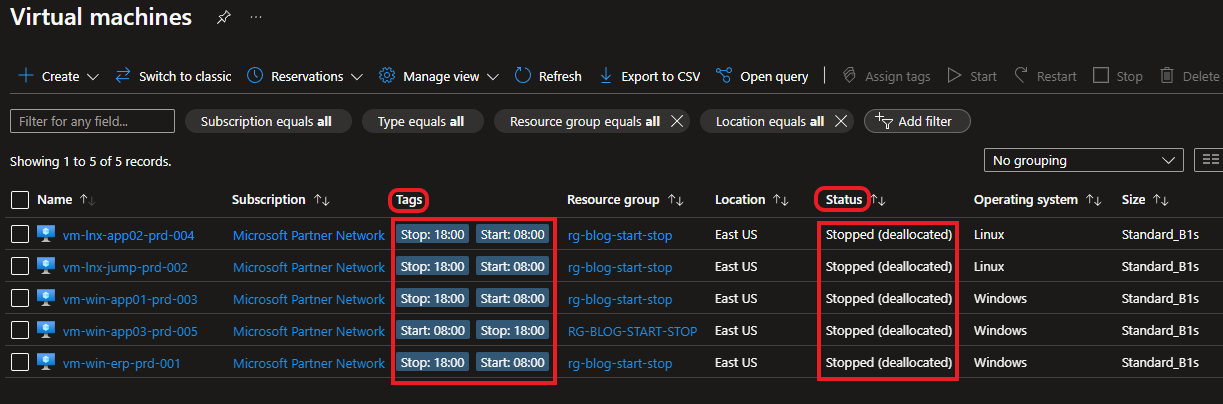 Virtual machines ...
Create Switch to classic Reservations Manage view Refresh Export to CSV Open query Assign tags Start Restart Stop Delete
Filter for any field... Subscription equals all Type equals all Resource group equals all Location equals all Add filter
Showing 1 to 5 of 5 records. No grouping
Name Subscription Tags Resource group Location Status Operating system Size
vm-lnx-app02-prd-004 Microsoft Partner Network Stop: 18:00 Start: 08:00 rg-blog-start-stop East US Stopped (deallocated) Linux Standard_B1s
vm-lnx-jump-prd-002 Microsoft Partner Network Stop: 18:00 Start: 08:00 rg-blog-start-stop East US Stopped (deallocated) Linux Standard_B1s
vm-win-app01-prd-003 Microsoft Partner Network Stop: 18:00 Start: 08:00 rg-blog-start-stop East US Stopped (deallocated) Windows Standard_B1s
vm-win-app03-prd-005 Microsoft Partner Network Start: 08:00 Stop: 18:00 RG-BLOG-START-STOP East US Stopped (deallocated) Windows Standard_B1s
vm-win-erp-prd-001 Microsoft Partner Network Stop: 18:00 Start: 08:00 rg-blog-start-stop East US Stopped (deallocated) Windows Standard_B1s